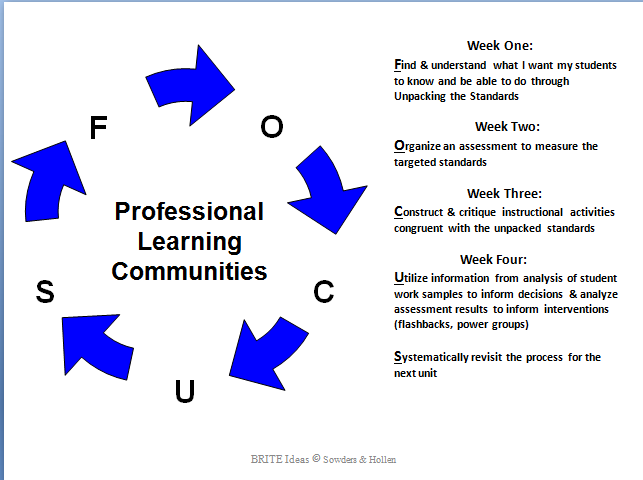 F
O
C
U
S
Professional
Learning
Communities
Week One:
Find & understand what I want my students
to know and be able to do through
Unpacking the Standards
Week Two:
Organize an assessment to measure the
targeted standards
Week Three:
Construct & critique instructional activities
congruent with the unpacked standards
Week Four:
Utilize information from analysis of student
work samples to inform decisions & analyze
assessment results to inform interventions
(flashbacks, power groups)
Systematically revisit the process for the
next unit
BRITE Ideas © Sowders & Hollen